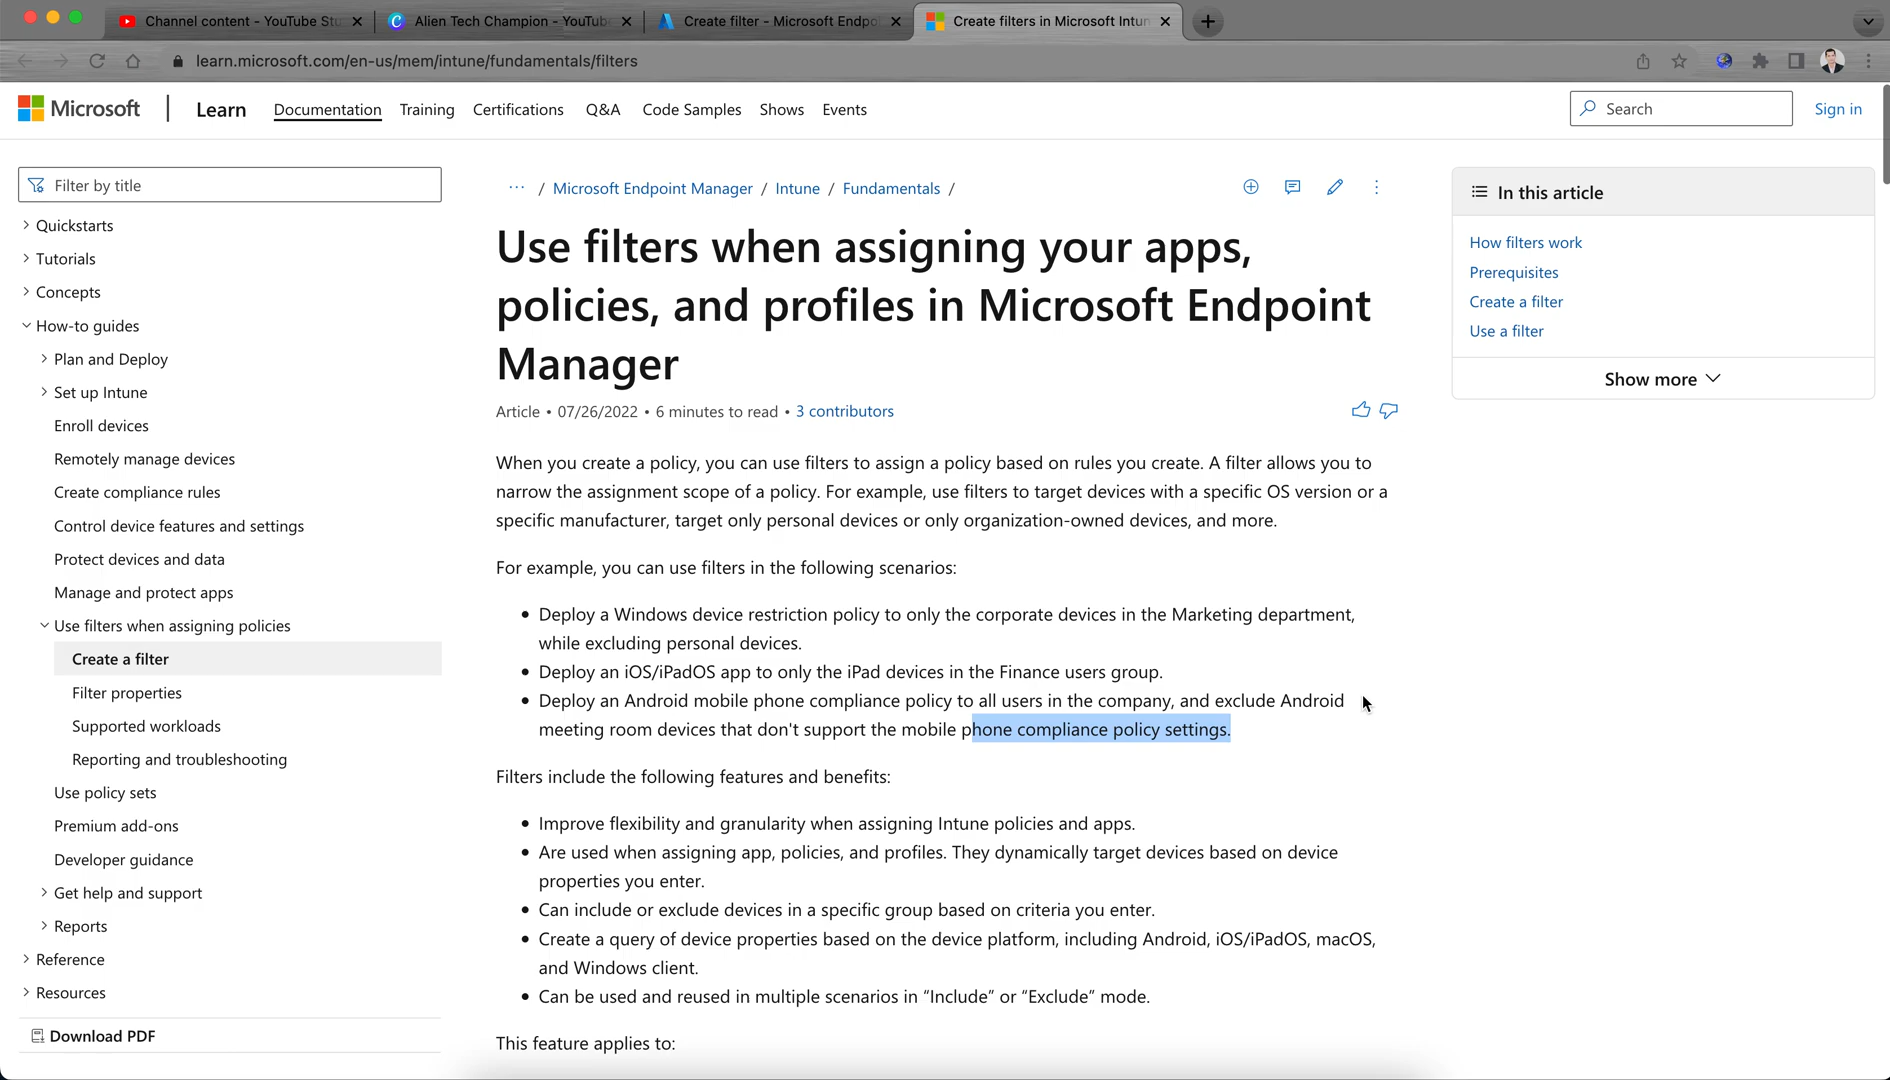 Channel content - YouTube Stu
Alien Tech Champion - YouTub
Create filter - Microsoft Endpo
Create filters in Microsoft Intun
learn.microsoft.com/en-us/mem/intune/fundamentals/filters
Microsoft
Learn
Documentation
Training
Certifications
Q&A
Code Samples
Shows
Events
Search
Sign in
Filter by title
Quickstarts
Tutorials
Concepts
How-to guides
Plan and Deploy
Set up Intune
Enroll devices
Remotely manage devices
Create compliance rules
Control device features and settings
Protect devices and data
Manage and protect apps
Use filters when assigning policies
Create a filter
Filter properties
Supported workloads
Reporting and troubleshooting
Use policy sets
Premium add-ons
Developer guidance
Get help and support
Reports
Reference
Resources
Download PDF
··· / Microsoft Endpoint Manager / Intune / Fundamentals /
Use filters when assigning your apps,
policies, and profiles in Microsoft Endpoint
Manager
Article • 07/26/2022 • 6 minutes to read • 3 contributors
When you create a policy, you can use filters to assign a policy based on rules you create. A filter allows you to
narrow the assignment scope of a policy. For example, use filters to target devices with a specific OS version or a
specific manufacturer, target only personal devices or only organization-owned devices, and more.
For example, you can use filters in the following scenarios:
• Deploy a Windows device restriction policy to only the corporate devices in the Marketing department,
while excluding personal devices.
• Deploy an iOS/iPadOS app to only the iPad devices in the Finance users group.
• Deploy an Android mobile phone compliance policy to all users in the company, and exclude Android
meeting room devices that don't support the mobile phone compliance policy settings.
Filters include the following features and benefits:
• Improve flexibility and granularity when assigning Intune policies and apps.
• Are used when assigning app, policies, and profiles. They dynamically target devices based on device
properties you enter.
• Can include or exclude devices in a specific group based on criteria you enter.
• Create a query of device properties based on the device platform, including Android, iOS/iPadOS, macOS,
and Windows client.
• Can be used and reused in multiple scenarios in “Include” or “Exclude” mode.
This feature applies to:
In this article
How filters work
Prerequisites
Create a filter
Use a filter
Show more